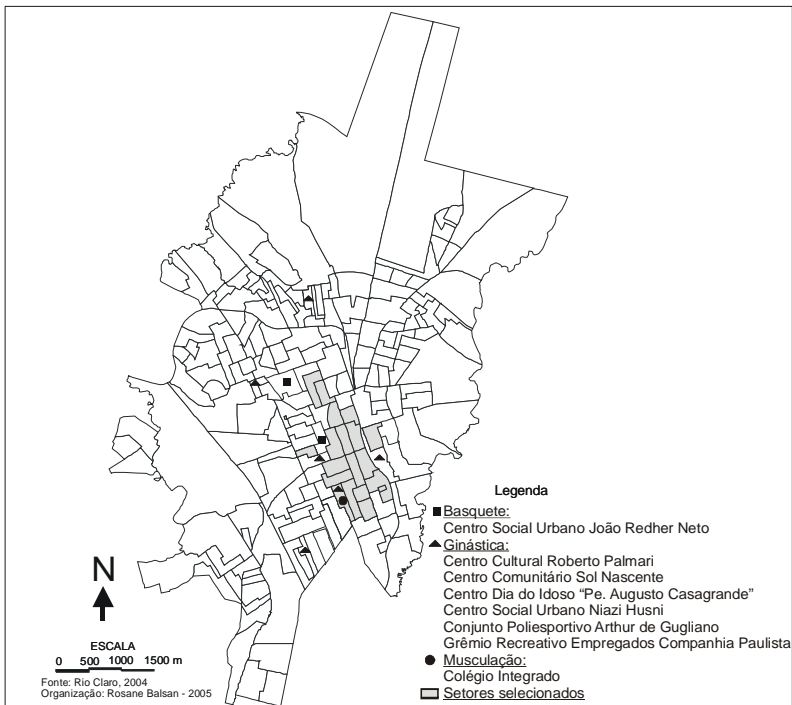 Legenda
Basquete:
Centro Social Urbano João Redher Neto
Ginástica:
Centro Cultural Roberto Palmari
Centro Comunitário Sol Nascente
Centro Dia do Idoso “Pe. Augusto Casagrande”
Centro Social Urbano Niazi Husni
Conjunto Poliesportivo Arthur de Gugliano
Grêmio Recreativo Empregados Companhia Paulista
Musculação:
Colégio Integrado
Setores selecionados
N
ESCALA
0 500 1000 1500 m
Fonte: Rio Claro, 2004
Organização: Rosane Balsan - 2005